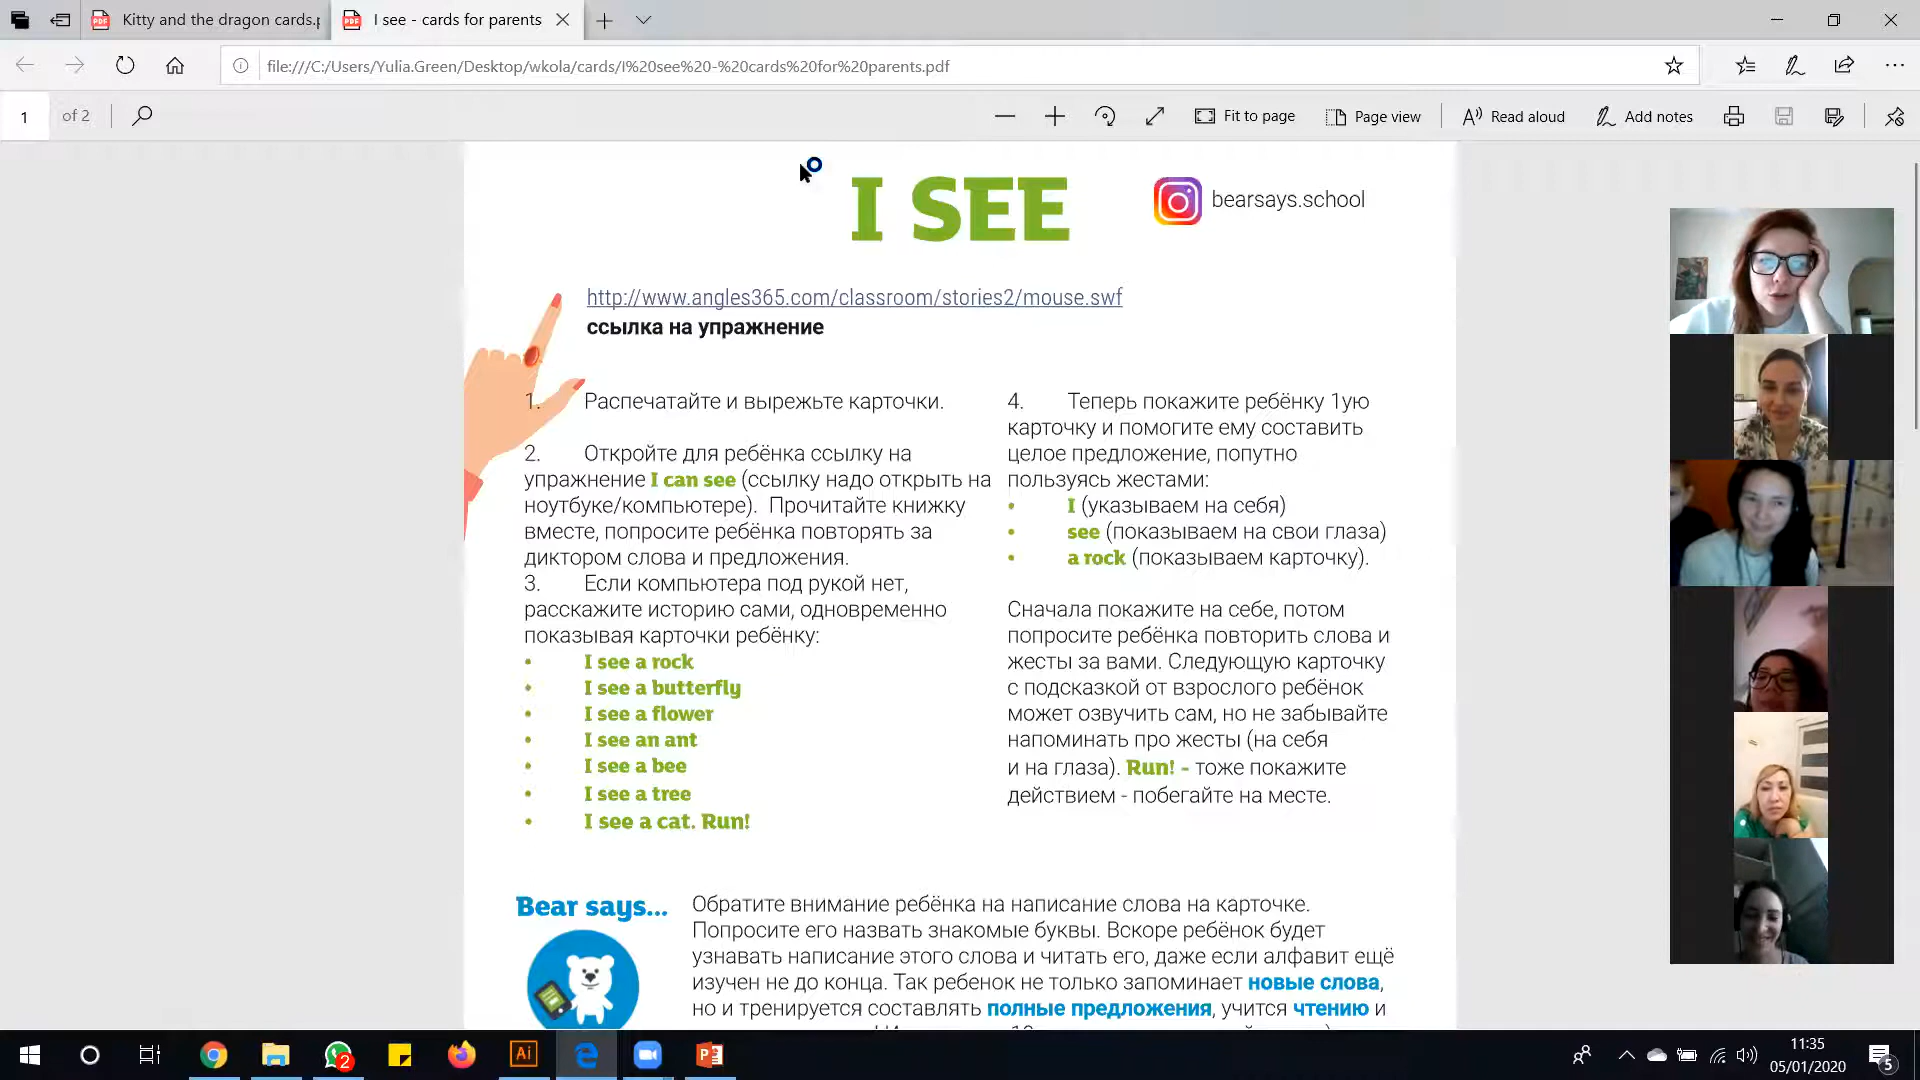 Kitty and the dragon cards.p
I see - cards for parents
file:///C:/Users/Yulia.Green/Desktop/wkola/cards/I%20see%20-%20cards%20for%20parents.pdf
1 of 2
Fit to page
Page view
Read aloud
Add notes
I SEE
bearsays.school
http://www.angles365.com/classroom/stories2/mouse.swf
ссылка на упражнение
1. Распечатайте и вырежьте карточки.
2. Откройте для ребёнка ссылку на
упражнение I can see (ссылку надо открыть на
ноутбуке/компьютере). Прочитайте книжку
вместе, попросите ребёнка повторять за
диктором слова и предложения.
3. Если компьютера под рукой нет,
расскажите историю сами, одновременно
показывая карточки ребёнку:
• I see a rock
• I see a butterfly
• I see a flower
• I see an ant
• I see a bee
• I see a tree
• I see a cat. Run!
4. Теперь покажите ребёнку 1ую
карточку и помогите ему составить
целое предложение, попутно
пользуясь жестами:
• I (указываем на себя)
• see (показываем на свои глаза)
• a rock (показываем карточку).
Сначала покажите на себе, потом
попросите ребёнка повторить слова и
жесты за вами. Следующую карточку
с подсказкой от взрослого ребёнок
может озвучить сам, но не забывайте
напоминать про жесты (на себя
и на глаза). Run! - тоже покажите
действием - побегайте на месте.
Bear says...
Обратите внимание ребёнка на написание слова на карточке.
Попросите его назвать знакомые буквы. Вскоре ребёнок будет
узнавать написание этого слова и читать его, даже если алфавит ещё
изучен не до конца. Так ребенок не только запоминает новые слова,
но и тренируется составлять полные предложения, учится чтению и
2
Ai
11:35
05/01/2020
5